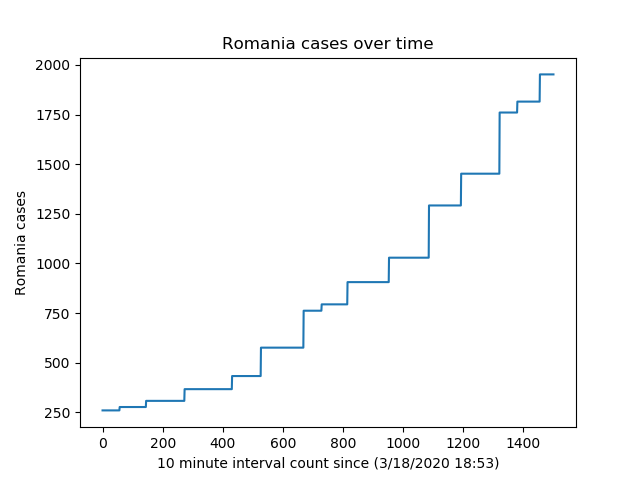 Romania cases over time
2000
1750
1500
1250
1000
750
500
250
Romania cases
0 200 400 600 800 1000 1200 1400
10 minute interval count since (3/18/2020 18:53)